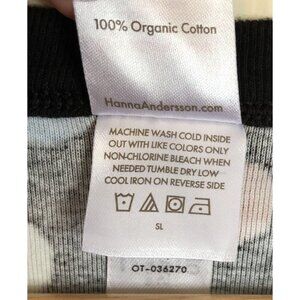 100% Organic Cotton
HannaAndersson.com
MACHINE WASH COLD INSIDE
OUT WITH LIKE COLORS ONLY
NON-CHLORINE BLEACH WHEN
NEEDED TUMBLE DRY LOW
COOL IRON ON REVERSE SIDE
SL
OT-036270